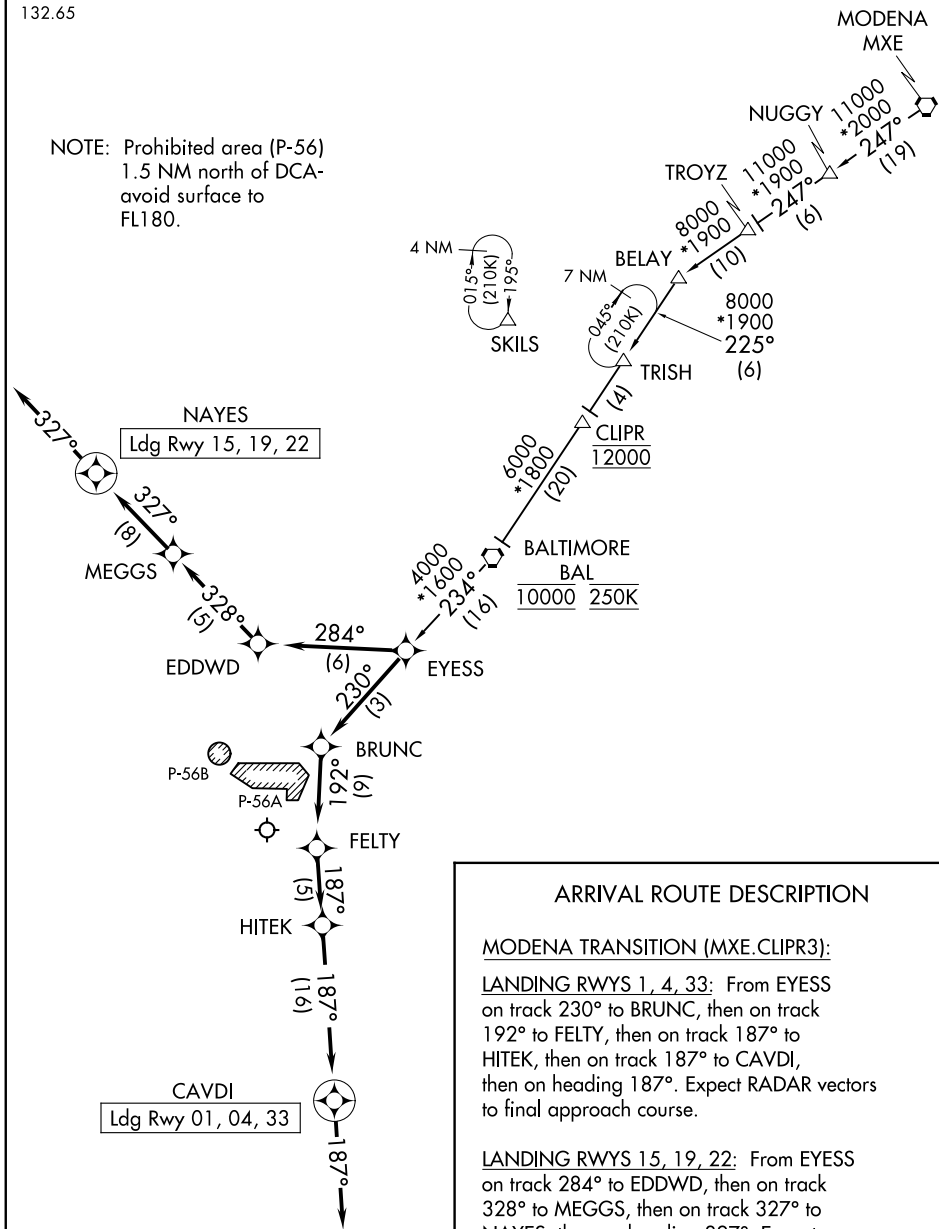 132.65
MODENA
MXE
NOTE: Prohibited area (P-56)
1.5 NM north of DCA-
avoid surface to
FL180.
11000
*2000
247°
(19)
NUGGY
11000
*1900
247°
(6)
TROYZ
8000
*1900
(10)
BELAY
4 NM
015°
(210K)
195°
SKILS
7 NM
045°
(210K)
8000
*1900
225°
(6)
TRISH
(4)
CLIPR
12000
6000
*1800
(20)
327°
NAYES
Ldg Rwy 15, 19, 22
327°
(8)
MEGGS
328°
(5)
EDDWD
BALTIMORE
BAL
10000 250K
4000
*1600
234°
(16)
284°
(6)
EYESS
230°
(3)
BRUNC
P-56B
P-56A
192°
(9)
FELTY
187°
(5)
HITEK
187°
(16)
CAVDI
Ldg Rwy 01, 04, 33
187°
ARRIVAL ROUTE DESCRIPTION
MODENA TRANSITION (MXE.CLIPR3):
LANDING RWYS 1, 4, 33: From EYESS
on track 230° to BRUNC, then on track
192° to FELTY, then on track 187° to
HITEK, then on track 187° to CAVDI,
then on heading 187°. Expect RADAR vectors
to final approach course.
LANDING RWYS 15, 19, 22: From EYESS
on track 284° to EDDWD, then on track
328° to MEGGS, then on track 327° to
NAYES, then on heading 327°. Expect